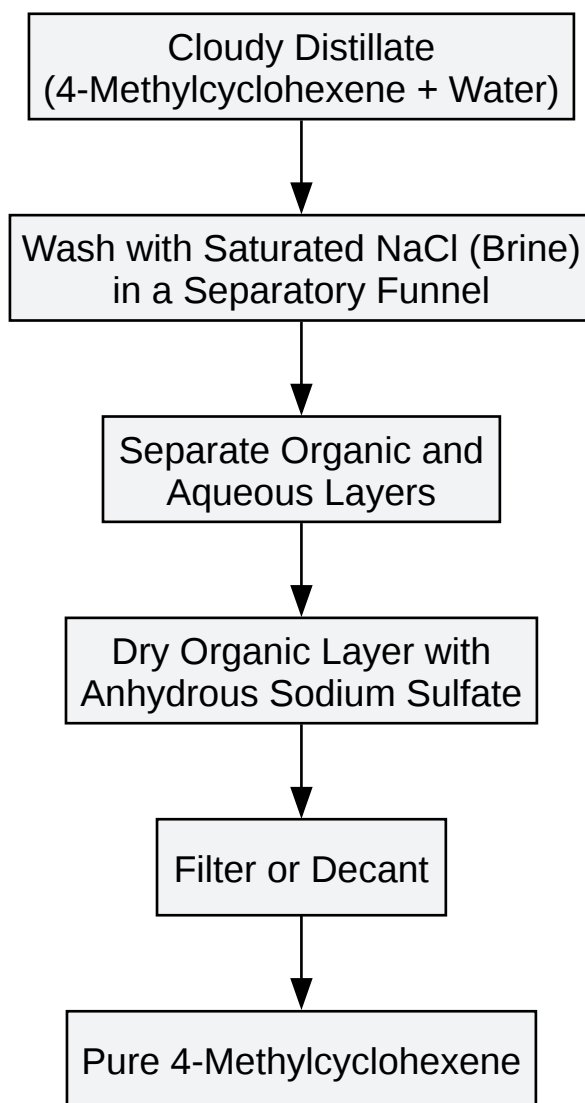 Cloudy Distillate
(4-Methylcyclohexene + Water)
Wash with Saturated NaCl (Brine)
in a Separatory Funnel
Separate Organic and
Aqueous Layers
Dry Organic Layer with
Anhydrous Sodium Sulfate
Filter or Decant
Pure 4-Methylcyclohexene